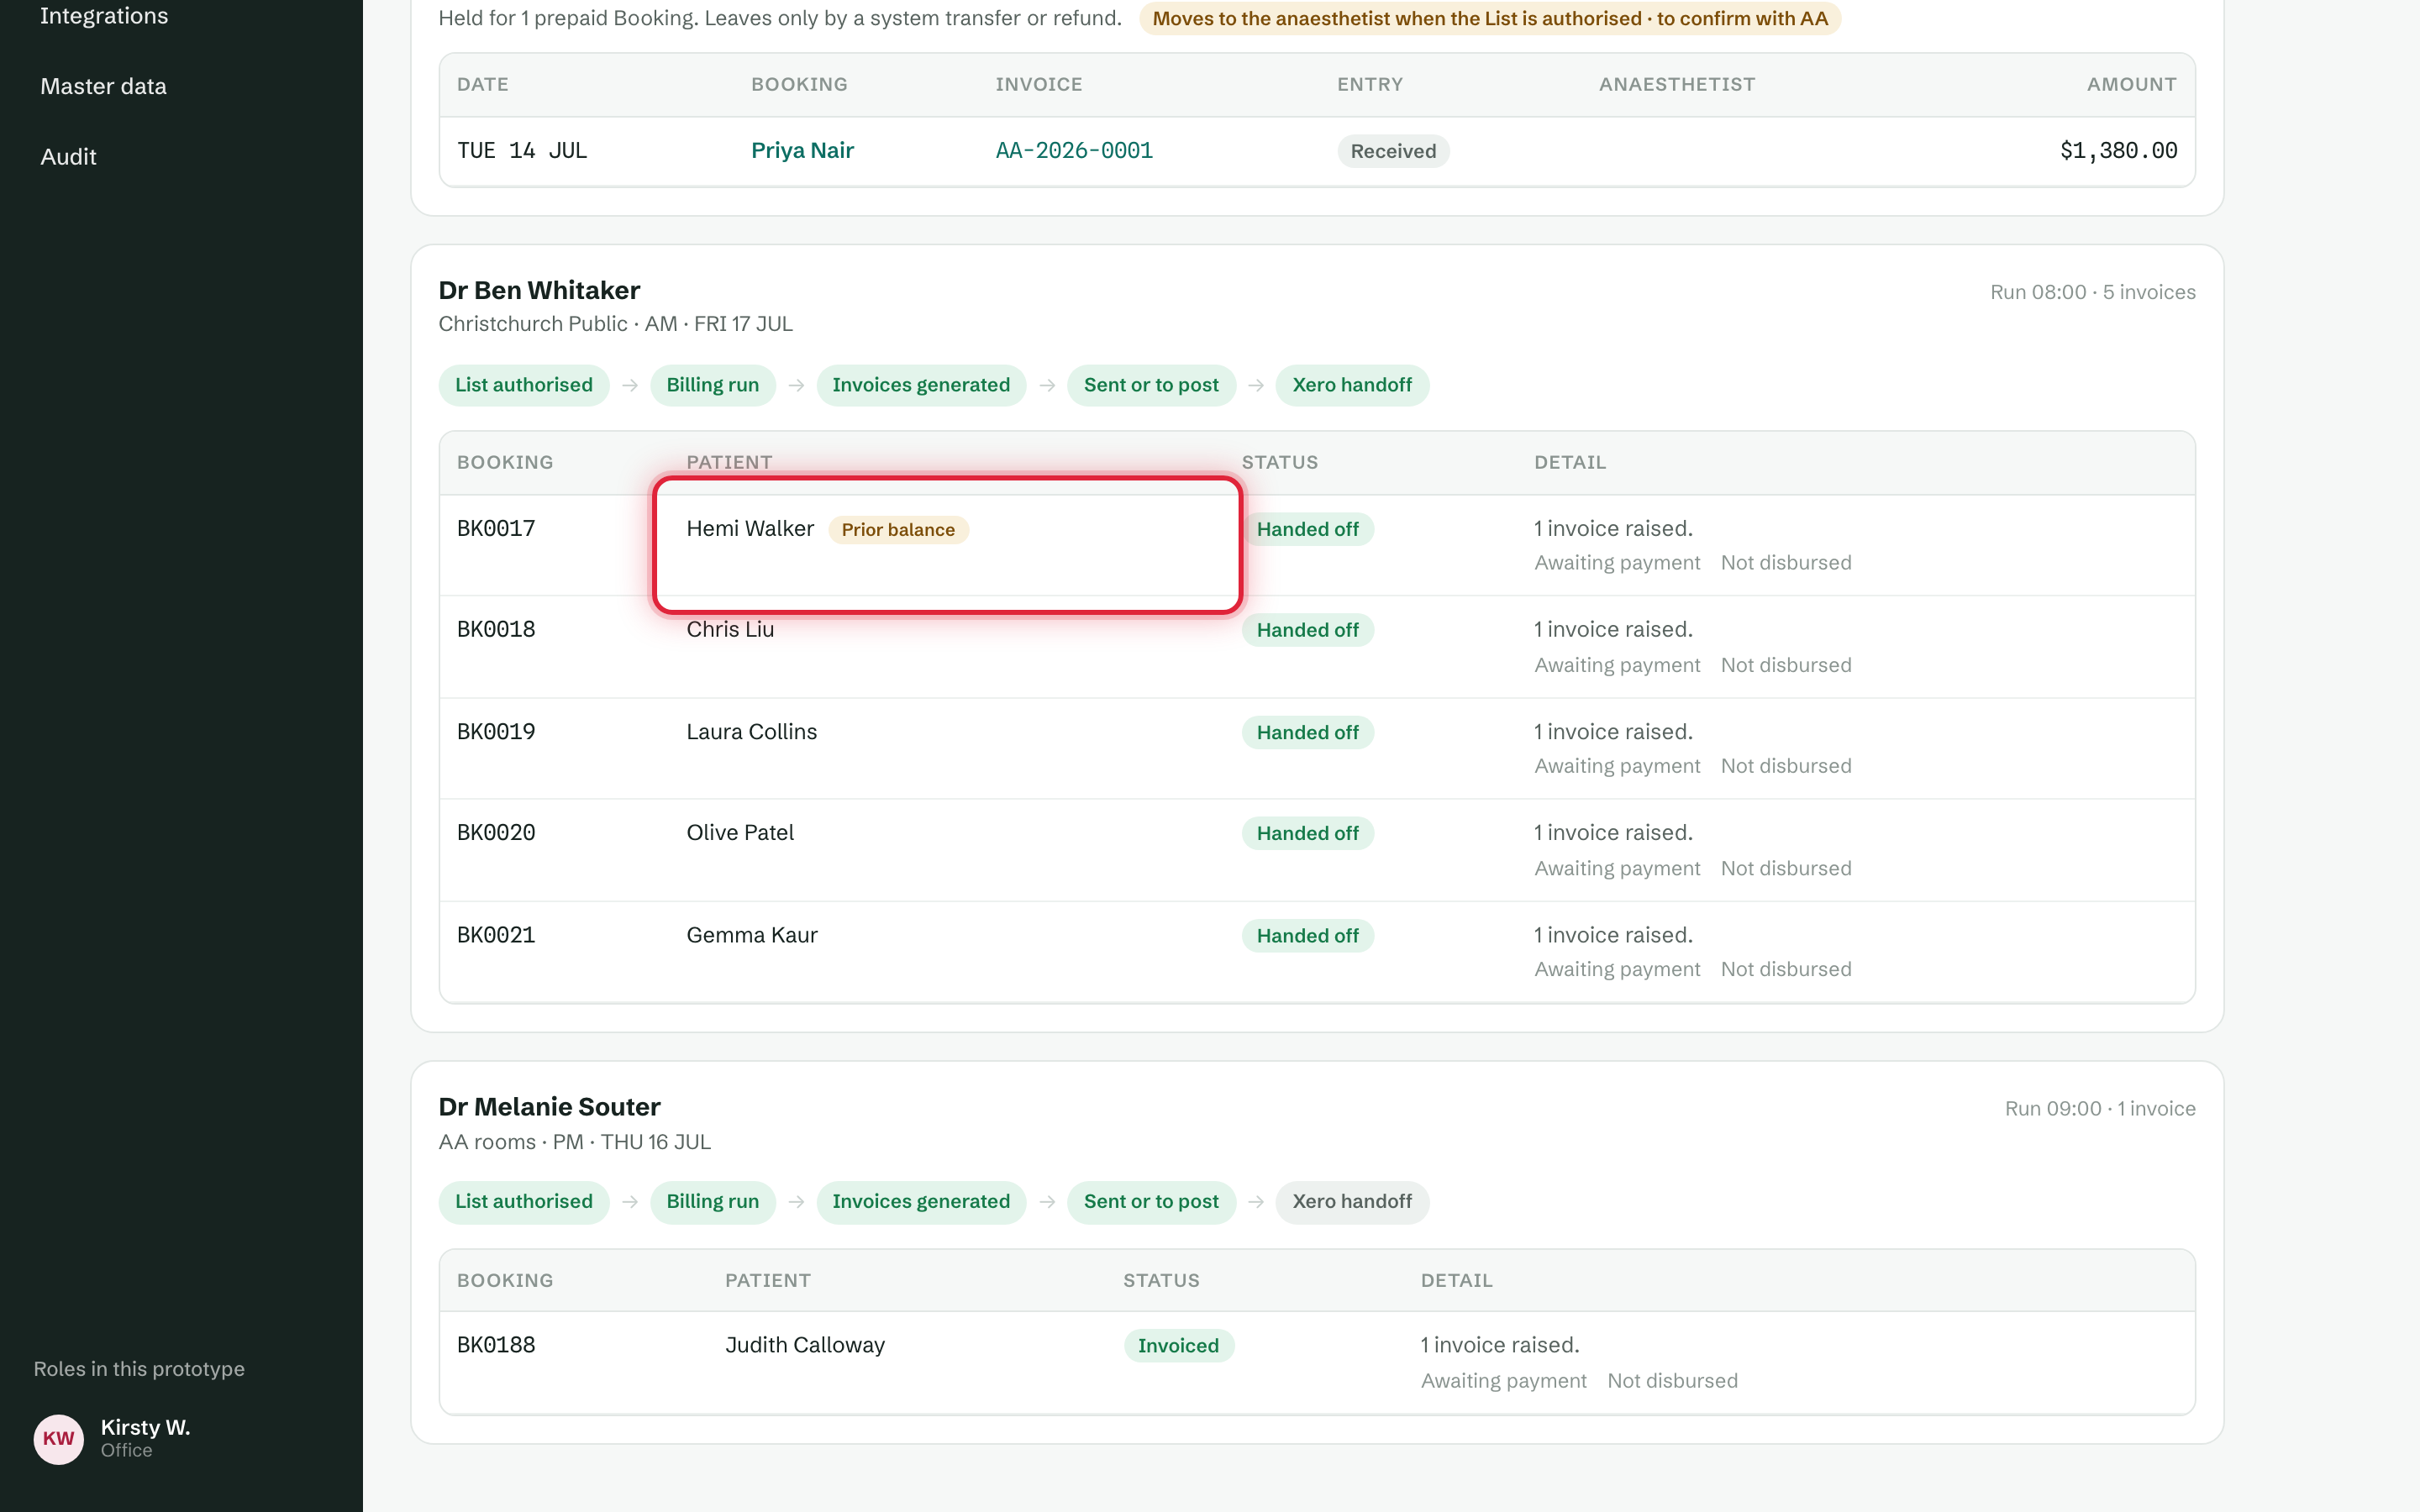 Integrations
Master data
Audit
Held for 1 prepaid Booking. Leaves only by a system transfer or refund. Moves to the anaesthetist when the List is authorised · to confirm with AA
DATE BOOKING INVOICE ENTRY ANAESTHETIST AMOUNT
TUE 14 JUL Priya Nair AA-2026-0001 Received $1,380.00
Dr Ben Whitaker Run 08:00 · 5 invoices
Christchurch Public · AM · FRI 17 JUL
List authorised → Billing run → Invoices generated → Sent or to post → Xero handoff
BOOKING PATIENT STATUS DETAIL
BK0017 Hemi Walker Prior balance Handed off 1 invoice raised.
Awaiting payment Not disbursed
BK0018 Chris Liu Handed off 1 invoice raised.
Awaiting payment Not disbursed
BK0019 Laura Collins Handed off 1 invoice raised.
Awaiting payment Not disbursed
BK0020 Olive Patel Handed off 1 invoice raised.
Awaiting payment Not disbursed
BK0021 Gemma Kaur Handed off 1 invoice raised.
Awaiting payment Not disbursed
Dr Melanie Souter Run 09:00 · 1 invoice
AA rooms · PM · THU 16 JUL
List authorised → Billing run → Invoices generated → Sent or to post → Xero handoff
BOOKING PATIENT STATUS DETAIL
BK0188 Judith Calloway Invoiced 1 invoice raised.
Awaiting payment Not disbursed
Roles in this prototype
KW Kirsty W.
Office